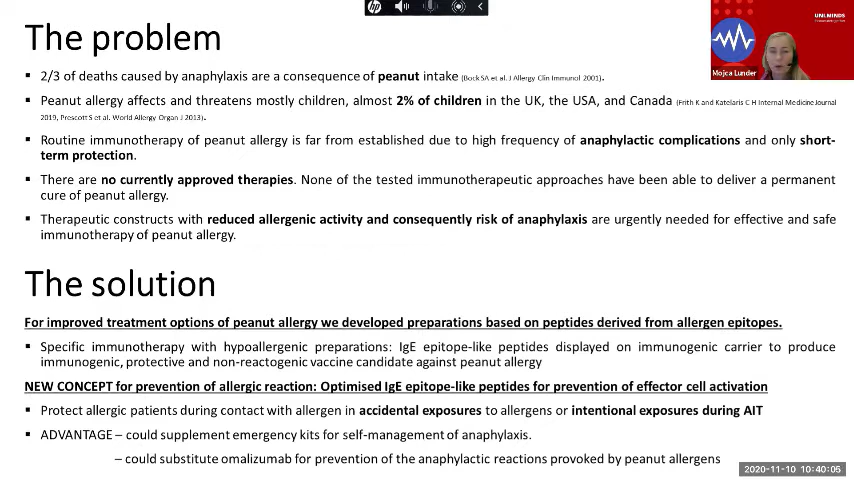 The problem
▪ 2/3 of deaths caused by anaphylaxis are a consequence of peanut intake (Bock SA et al. J Allergy Clin Immunol 2001).
▪ Peanut allergy affects and threatens mostly children, almost 2% of children in the UK, the USA, and Canada (Frith K and Katelaris C H Internal Medicine Journal
2019, Prescott S et al. World Allergy Organ J 2013).
▪ Routine immunotherapy of peanut allergy is far from established due to high frequency of anaphylactic complications and only short-
term protection.
▪ There are no currently approved therapies. None of the tested immunotherapeutic approaches have been able to deliver a permanent
cure of peanut allergy.
▪ Therapeutic constructs with reduced allergenic activity and consequently risk of anaphylaxis are urgently needed for effective and safe
immunotherapy of peanut allergy.
The solution
For improved treatment options of peanut allergy we developed preparations based on peptides derived from allergen epitopes.
▪ Specific immunotherapy with hypoallergenic preparations: IgE epitope-like peptides displayed on immunogenic carrier to produce
immunogenic, protective and non-reactogenic vaccine candidate against peanut allergy
NEW CONCEPT for prevention of allergic reaction: Optimised IgE epitope-like peptides for prevention of effector cell activation
▪ Protect allergic patients during contact with allergen in accidental exposures to allergens or intentional exposures during AIT
▪ ADVANTAGE – could supplement emergency kits for self-management of anaphylaxis.
– could substitute omalizumab for prevention of the anaphylactic reactions provoked by peanut allergens
hp
UNI.MINDS
Mojca Lunder
2020-11-10 10:40:05